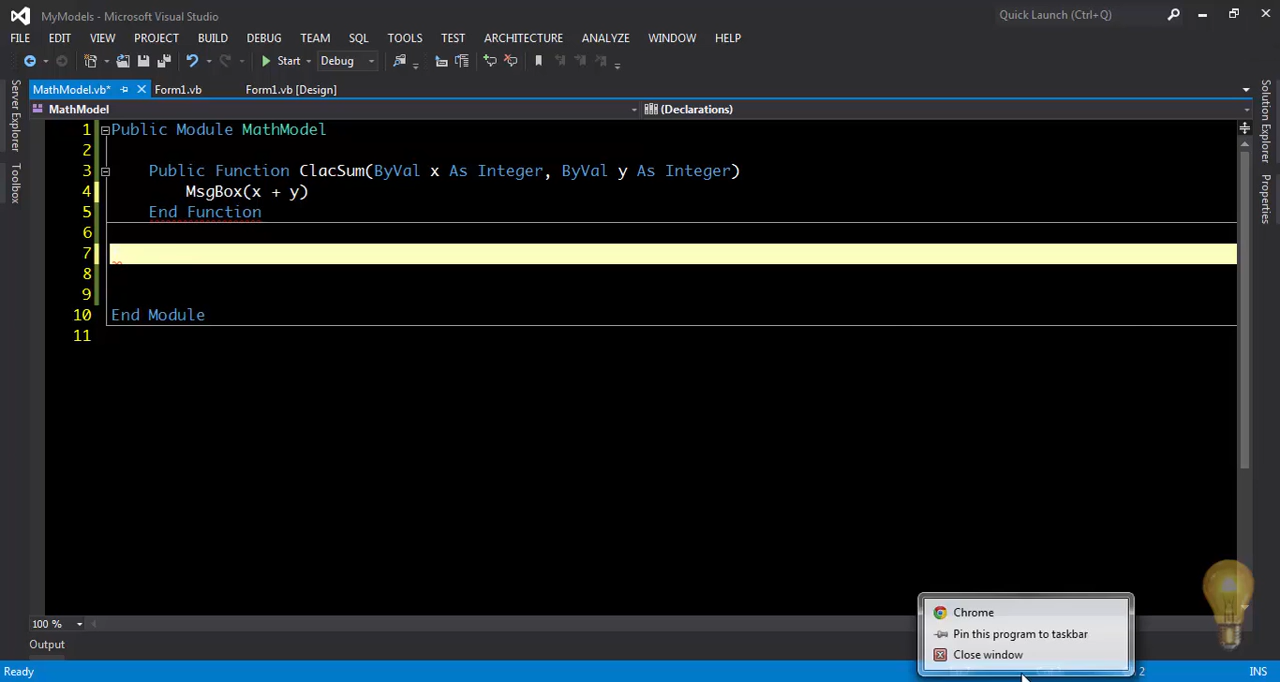 MyModels - Microsoft Visual Studio
Quick Launch (Ctrl+Q)
FILE EDIT VIEW PROJECT BUILD DEBUG TEAM SQL TOOLS TEST ARCHITECTURE ANALYZE WINDOW HELP
Start Debug
MathModel.vb* Form1.vb Form1.vb [Design]
MathModel (Declarations)
Server Explorer
Toolbox
Solution Explorer
Properties
1 Public Module MathModel
2
3 Public Function ClacSum(ByVal x As Integer, ByVal y As Integer)
4 MsgBox(x + y)
5 End Function
6
7
8
9
10 End Module
11
100 %
Output
Chrome
Pin this program to taskbar
Close window
Ready
2
INS